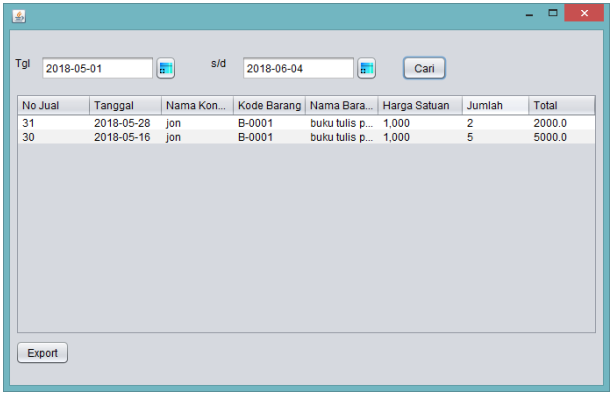 Tgl 2018-05-01 s/d 2018-06-04 Cari
No Jual Tanggal Nama Kon... Kode Barang Nama Bara... Harga Satuan Jumlah Total
31 2018-05-28 jon B-0001 buku tulis p... 1,000 2 2000.0
30 2018-05-16 jon B-0001 buku tulis p... 1,000 5 5000.0
Export